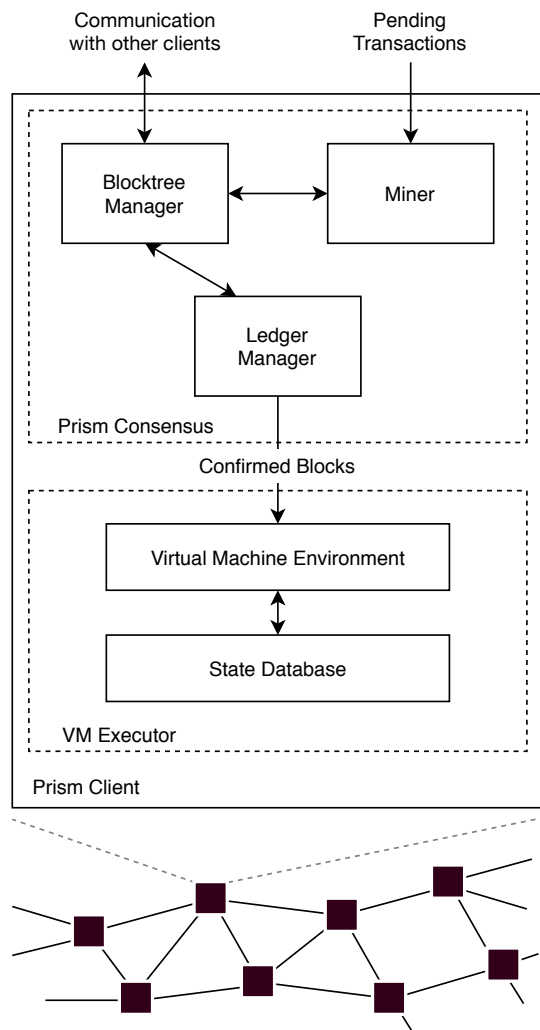 Communication
with other clients
Pending
Transactions
Blocktree
Manager
Miner
Ledger
Manager
Prism Consensus
Confirmed Blocks
Virtual Machine Environment
State Database
VM Executor
Prism Client